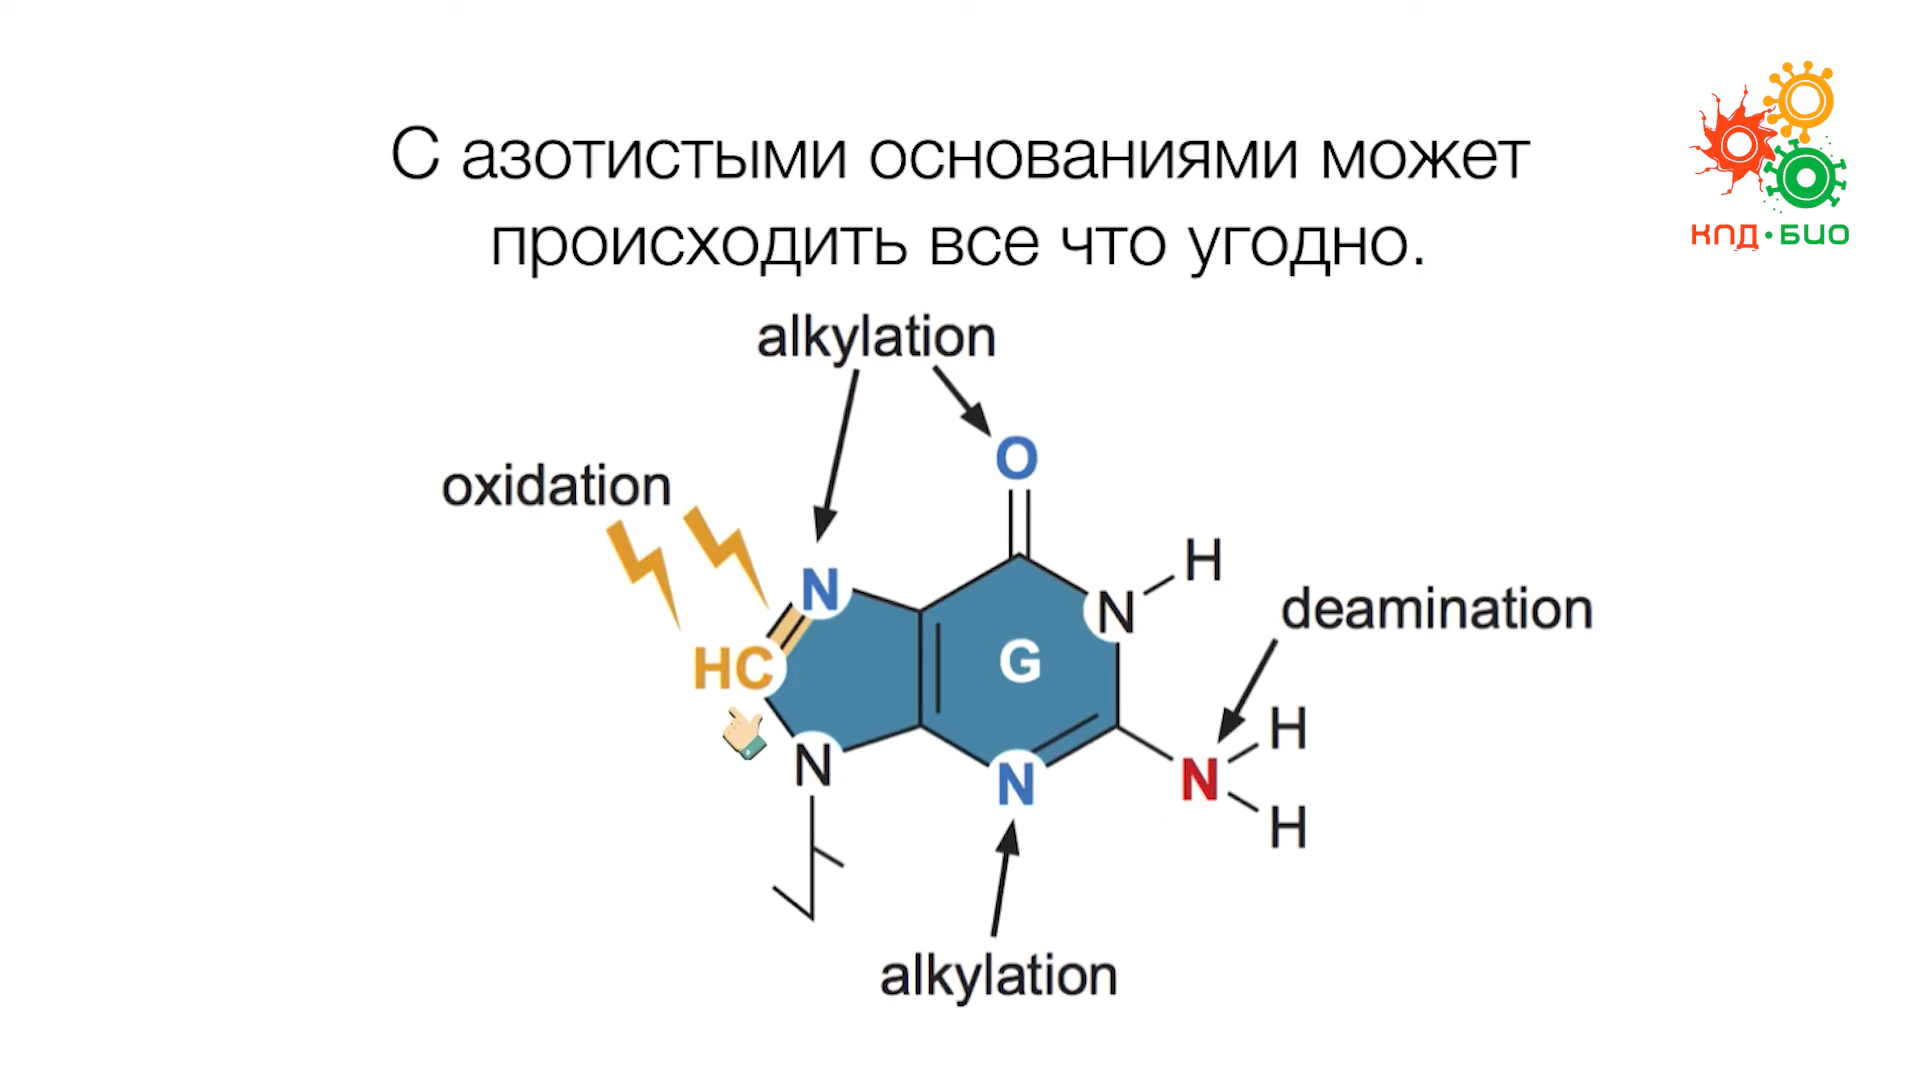 С азотистыми основаниями может
происходить все что угодно.
КПД·БИО
alkylation
O
oxidation
H
N
N
deamination
HC
G
H
N
N
N
H
alkylation